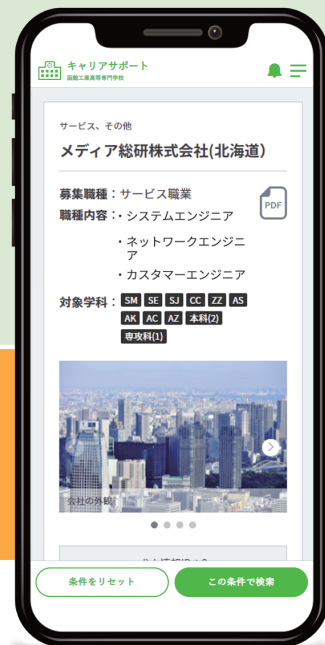 キャリアサポート
函館工業高等専門学校
サービス、その他
メディア総研株式会社(北海道)
募集職種：サービス職業
PDF
職種内容：・システムエンジニア
・ネットワークエンジニ
ア
・カスタマーエンジニア
対象学科： SM SE SJ CC ZZ AS
AK AC AZ 本科(2)
専攻科(1)
会社の外観
条件をリセット
この条件で検索